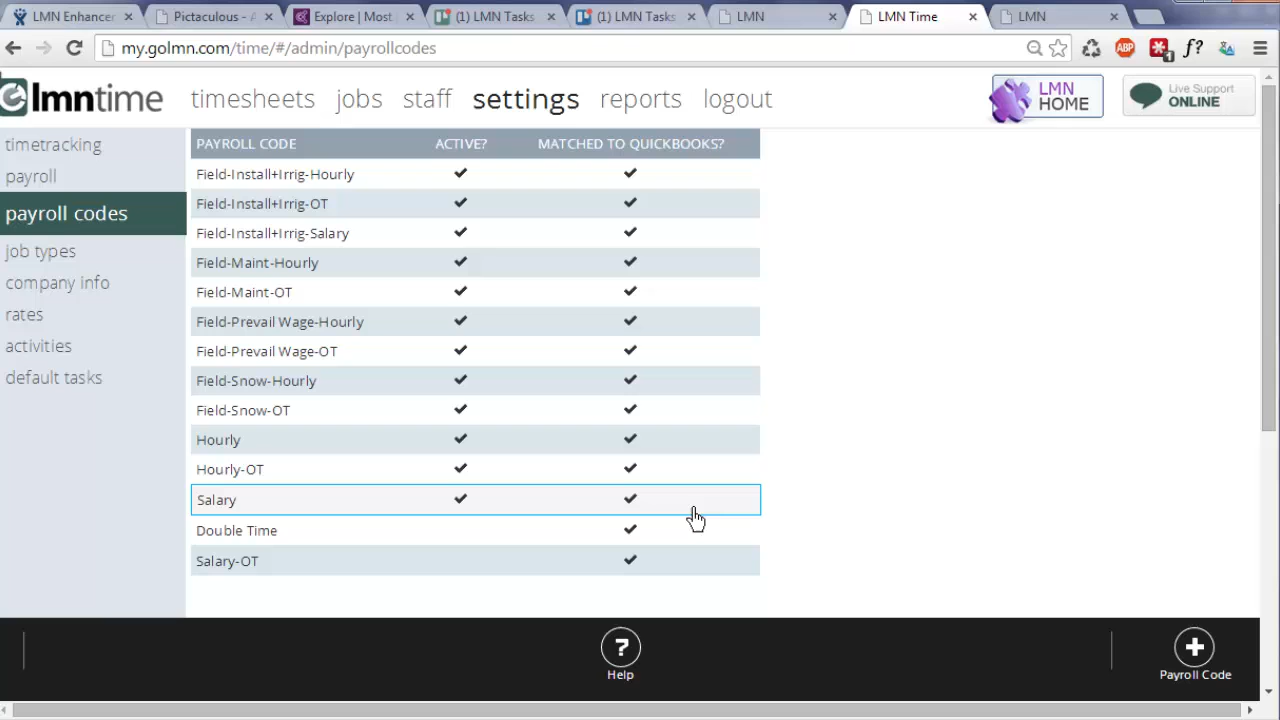 LMN Enhancer
Pictaculous - A
Explore | Most
(1) LMN Tasks
(1) LMN Tasks
LMN
LMN Time
LMN
my.golmn.com/time/#/admin/payrollcodes
ABP
1
f?
lmntime
timesheets
jobs
staff
settings
reports
logout
LMN
HOME
Live Support
ONLINE
timetracking
payroll
payroll codes
job types
company info
rates
activities
default tasks
PAYROLL CODE ACTIVE? MATCHED TO QUICKBOOKS?
Field-Install+Irrig-Hourly
Field-Install+Irrig-OT
Field-Install+Irrig-Salary
Field-Maint-Hourly
Field-Maint-OT
Field-Prevail Wage-Hourly
Field-Prevail Wage-OT
Field-Snow-Hourly
Field-Snow-OT
Hourly
Hourly-OT
Salary
Double Time
Salary-OT
?
Help
Payroll Code